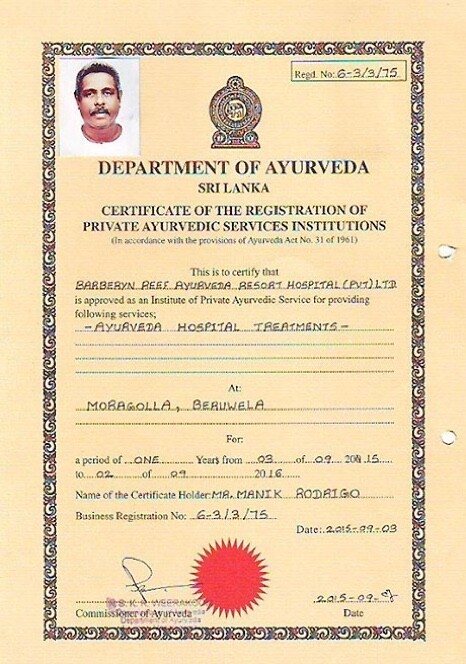 Regd. No: 6-3/3/75
DEPARTMENT OF AYURVEDA
SRI LANKA
CERTIFICATE OF THE REGISTRATION OF
PRIVATE AYURVEDIC SERVICES INSTITUTIONS
(In accordance with the provisions of Ayurveda Act No. 31 of 1961)
This is to certify that
BARBERYN REEF AYURVEDA RESORT HOSPITAL (PVT) LTD
is approved as an Institute of Private Ayurvedic Service for providing
following services;
-AYURVEDA HOSPITAL TREATMENTS-
At:
MORAGOLLA, BERUWELA
For:
a period of ONE Years from 03 of 09 2015
to 02 of 09 2016
Name of the Certificate Holder: MR. MANIK RODRIGO
Business Registration No: 6-3/3/75
Date: 2015-09-03
2015-09-
Commissioner of Ayurveda
Department of Ayurveda
Date